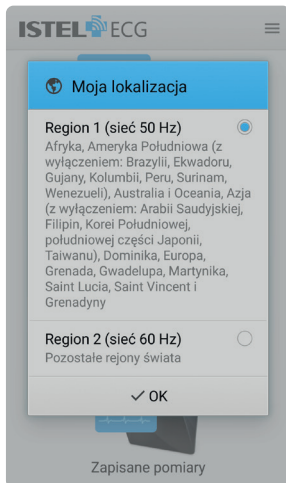 ISTEL ECG
Moja lokalizacja
Region 1 (sieć 50 Hz)
Afryka, Ameryka Południowa (z
wyłączeniem: Brazylii, Ekwadoru,
Gujany, Kolumbii, Peru, Surinam,
Wenezueli), Australia i Oceania, Azja
(z wyłączeniem: Arabii Saudyjskiej,
Filipin, Korei Południowej,
południowej części Japonii,
Taiwanu), Dominika, Europa,
Grenada, Gwadelupa, Martynika,
Saint Lucia, Saint Vincent i
Grenadyny
Region 2 (sieć 60 Hz)
Pozostałe rejony świata
OK
Zapisane pomiary